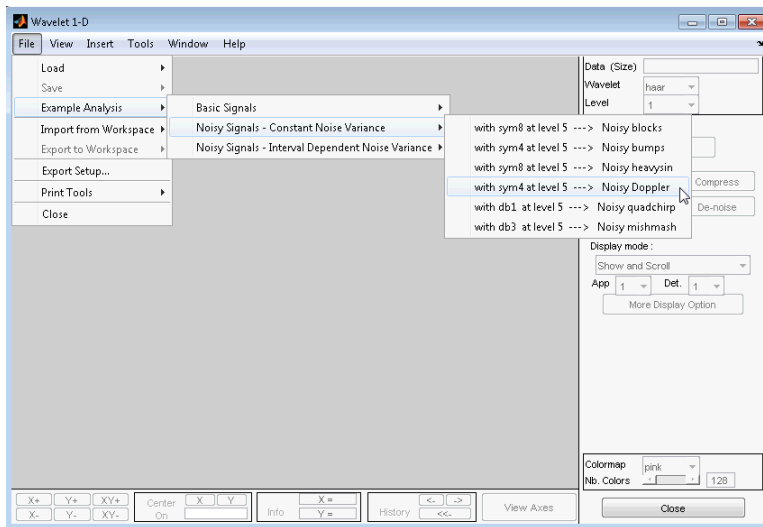 Wavelet 1-D
File View Insert Tools Window Help
Load
Save
Example Analysis
Import from Workspace
Export to Workspace
Export Setup...
Print Tools
Close
Basic Signals
Noisy Signals - Constant Noise Variance
Noisy Signals - Interval Dependent Noise Variance
with sym8 at level 5 ---> Noisy blocks
with sym4 at level 5 ---> Noisy bumps
with sym8 at level 5 ---> Noisy heavysin
with sym4 at level 5 ---> Noisy Doppler
with db1 at level 5 ---> Noisy quadchirp
with db3 at level 5 ---> Noisy mishmash
Data (Size)
Wavelet haar
Level 1
Compress
De-noise
Display mode :
Show and Scroll
App 1 Det. 1
More Display Option
Colormap pink
Nb. Colors 128
Close
X+ Y+ XY+
X- Y- XY-
Center On X Y
Info X = Y =
History <- -> <<-
View Axes